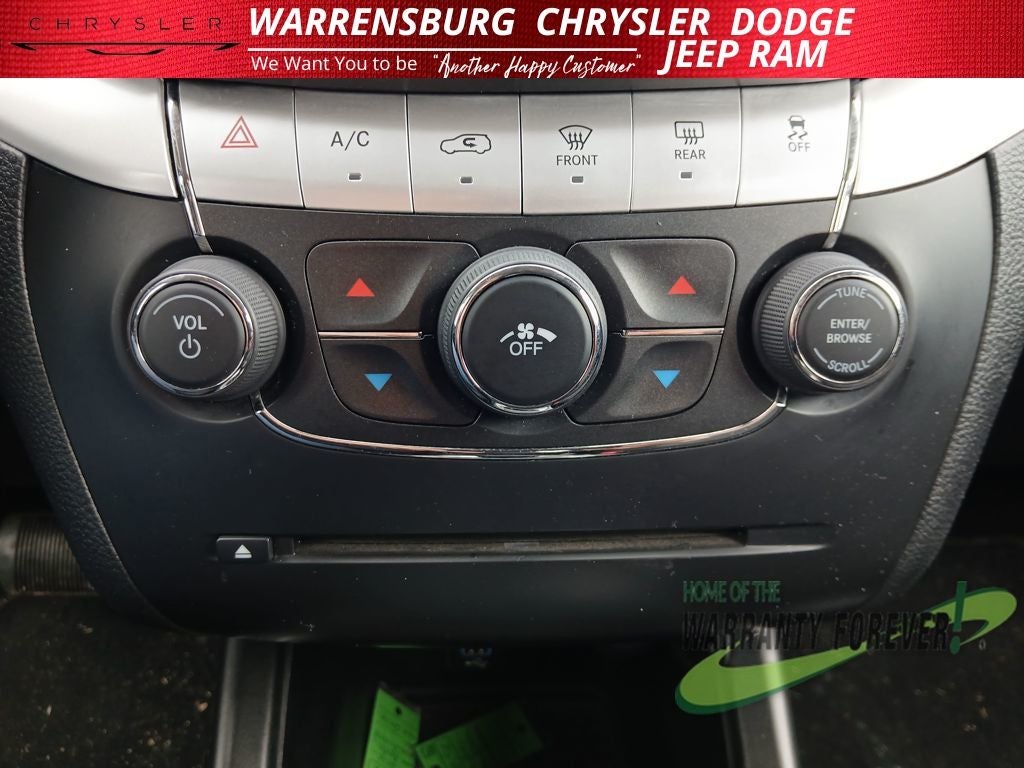 CHRYSLER
WARRENSBURG CHRYSLER DODGE
JEEP RAM
We Want You to be "Another Happy Customer"
A/C
FRONT
REAR
OFF
VOL
OFF
TUNE
ENTER/
BROWSE
SCROLL
HOME OF THE
WARRANTY FOREVER!